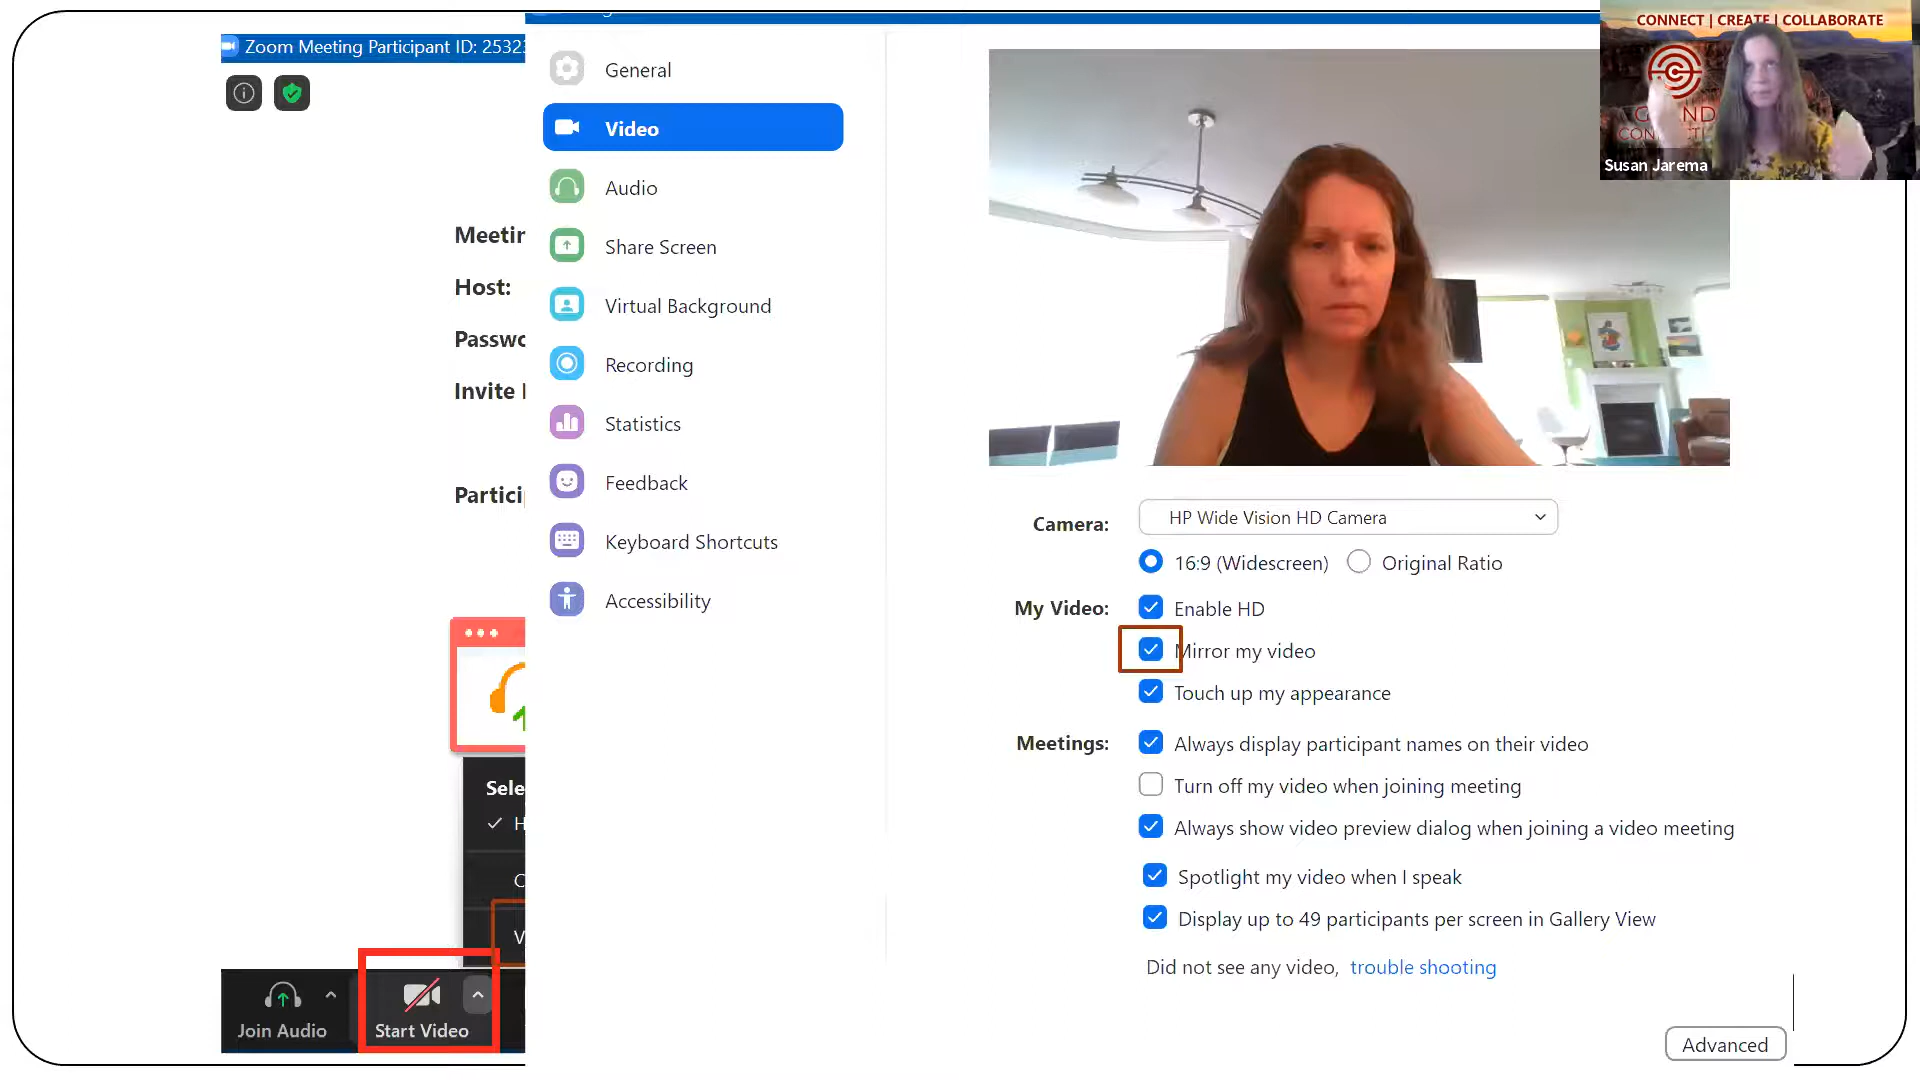 Zoom Meeting Participant ID: 2532
General
Video
Audio
Share Screen
Virtual Background
Recording
Statistics
Feedback
Keyboard Shortcuts
Accessibility
CONNECT | CREATE | COLLABORATE
Susan Jarema
Host:
Invite
Camera:
HP Wide Vision HD Camera
16:9 (Widescreen)
Original Ratio
My Video:
Enable HD
Mirror my video
Touch up my appearance
Meetings:
Always display participant names on their video
Turn off my video when joining meeting
Always show video preview dialog when joining a video meeting
Spotlight my video when I speak
Display up to 49 participants per screen in Gallery View
Did not see any video, trouble shooting
Advanced
Join Audio
Start Video